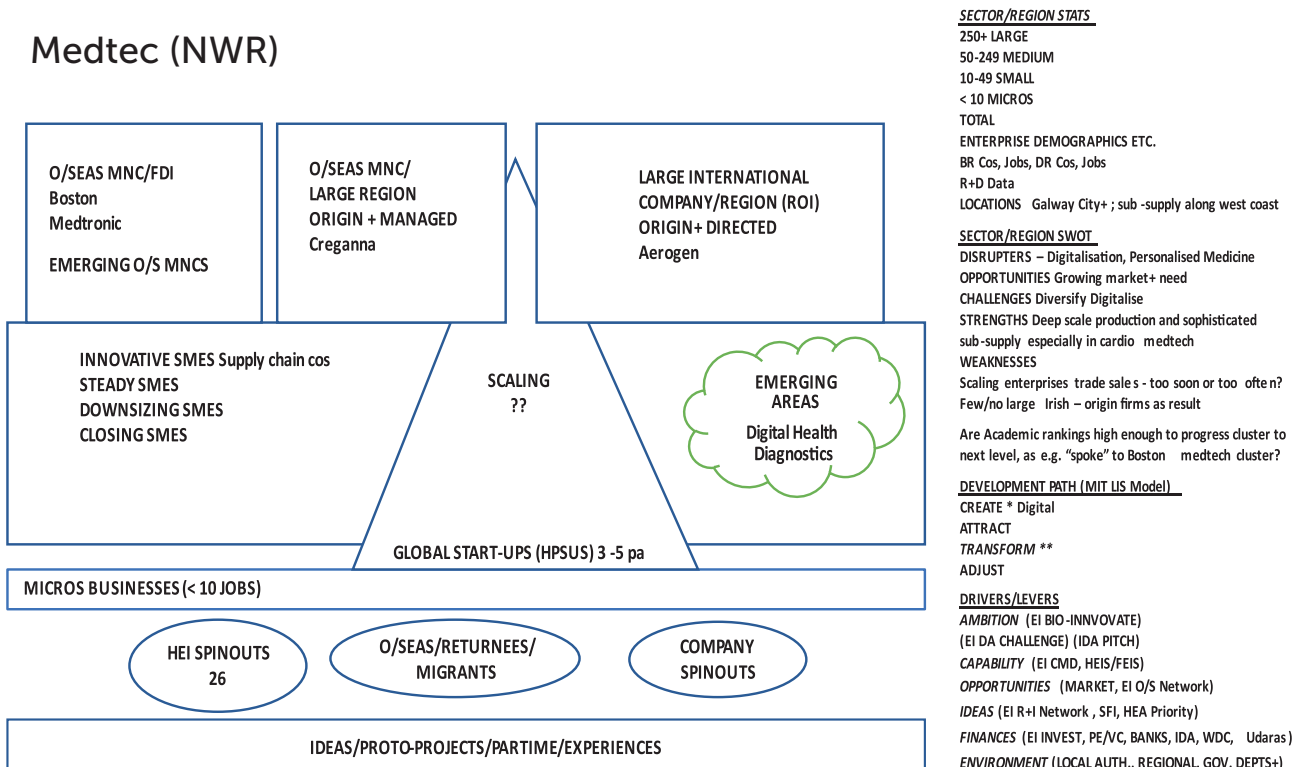 Medtec (NWR)
O/SEAS MNC/FDI
Boston
Medtronic
EMERGING O/S MNCS
O/SEAS MNC/
LARGE REGION
ORIGIN + MANAGED
Creganna
LARGE INTERNATIONAL
COMPANY/REGION (ROI)
ORIGIN+ DIRECTED
Aerogen
INNOVATIVE SMES Supply chain cos
STEADY SMES
DOWNSIZING SMES
CLOSING SMES
SCALING
??
EMERGING
AREAS
Digital Health
Diagnostics
GLOBAL START-UPS (HPSUS) 3 -5 pa
MICROS BUSINESSES (< 10 JOBS)
HEI SPINOUTS
26
O/SEAS/RETURNEES/
MIGRANTS
COMPANY
SPINOUTS
IDEAS/PROTO-PROJECTS/PARTIME/EXPERIENCES
SECTOR/REGION STATS
250+ LARGE
50-249 MEDIUM
10-49 SMALL
< 10 MICROS
TOTAL
ENTERPRISE DEMOGRAPHICS ETC.
BR Cos, Jobs, DR Cos, Jobs
R+D Data
LOCATIONS Galway City+ ; sub -supply along west coast
SECTOR/REGION SWOT
DISRUPTERS – Digitalisation, Personalised Medicine
OPPORTUNITIES Growing market+ need
CHALLENGES Diversify Digitalise
STRENGTHS Deep scale production and sophisticated
sub-supply especially in cardio medtech
WEAKNESSES
Scaling enterprises trade sales - too soon or too often?
Few/no large Irish – origin firms as result
Are Academic rankings high enough to progress cluster to
next level, as e.g. “spoke” to Boston medtech cluster?
DEVELOPMENT PATH (MIT LIS Model)
CREATE * Digital
ATTRACT
TRANSFORM **
ADJUST
DRIVERS/LEVERS
AMBITION (EI BIO-INNVOVATE)
(EI DA CHALLENGE) (IDA PITCH)
CAPABILITY (EI CMD, HEIS/FEIS)
OPPORTUNITIES (MARKET, EI O/S Network)
IDEAS (EI R+I Network , SFI, HEA Priority)
FINANCES (EI INVEST, PE/VC, BANKS, IDA, WDC, Udaras)
ENVIRONMENT (LOCAL AUTH., REGIONAL, GOV. DEPTS+)